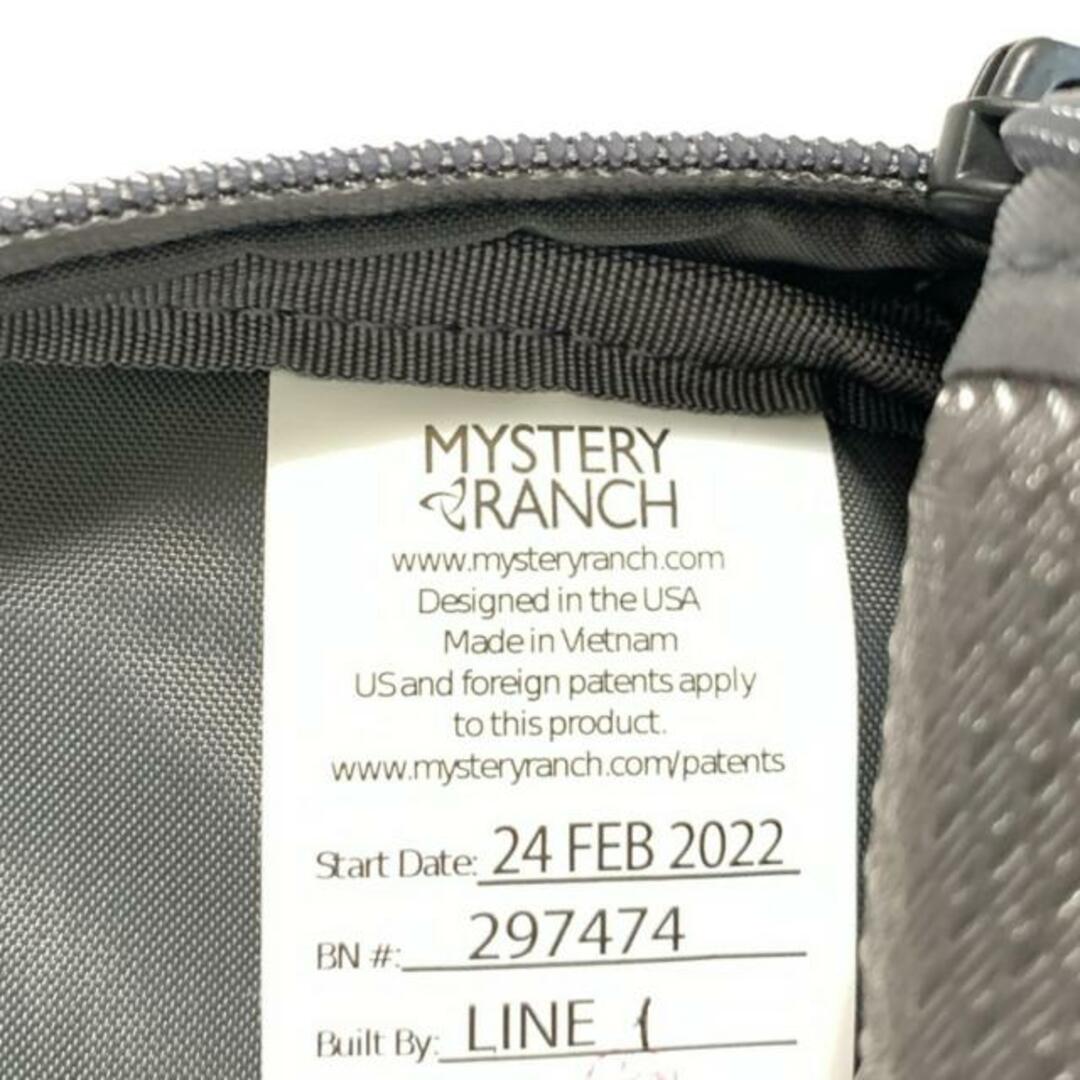 MYSTERY
RANCH
www.mysteryranch.com
Designed in the USA
Made in Vietnam
US and foreign patents apply
to this product.
www.mysteryranch.com/patents
Start Date: 24 FEB 2022
BN #: 297474
Built By: LINE 1